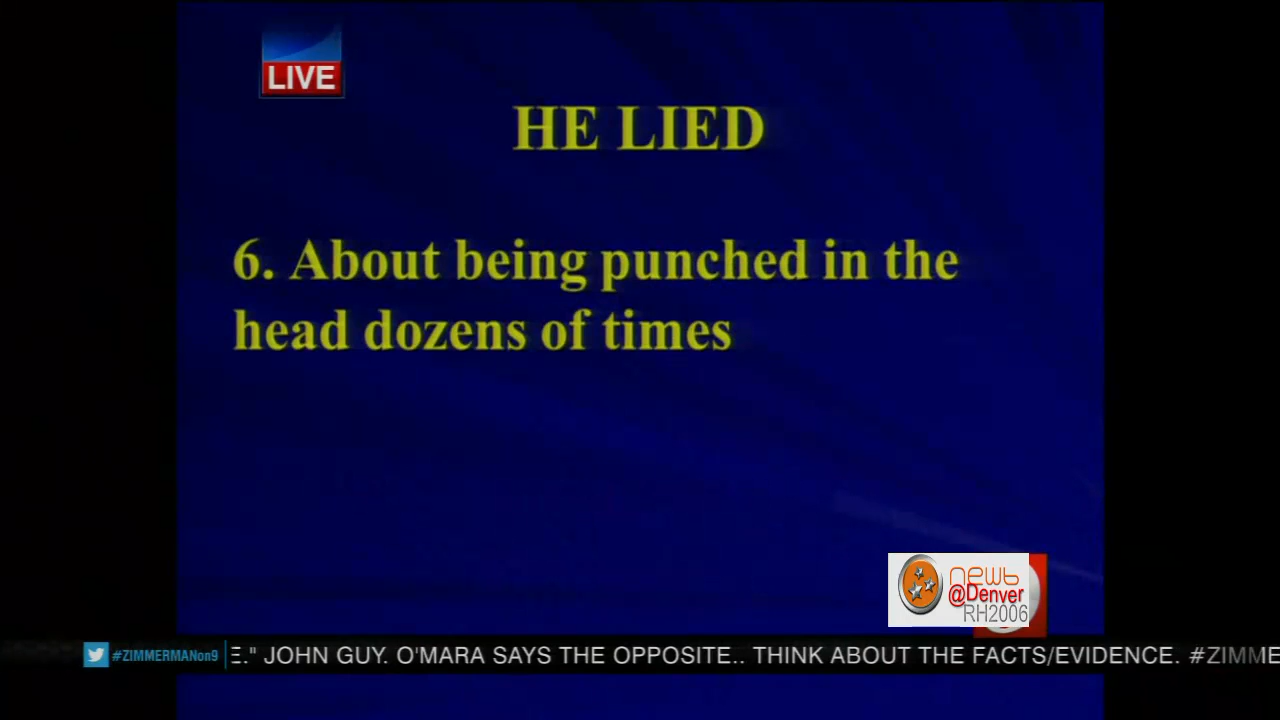 LIVE
HE LIED
6. About being punched in the
head dozens of times
newb
@Denver
RH2006
#ZIMMERMANon9
E." JOHN GUY. O'MARA SAYS THE OPPOSITE.. THINK ABOUT THE FACTS/EVIDENCE. #ZIMME